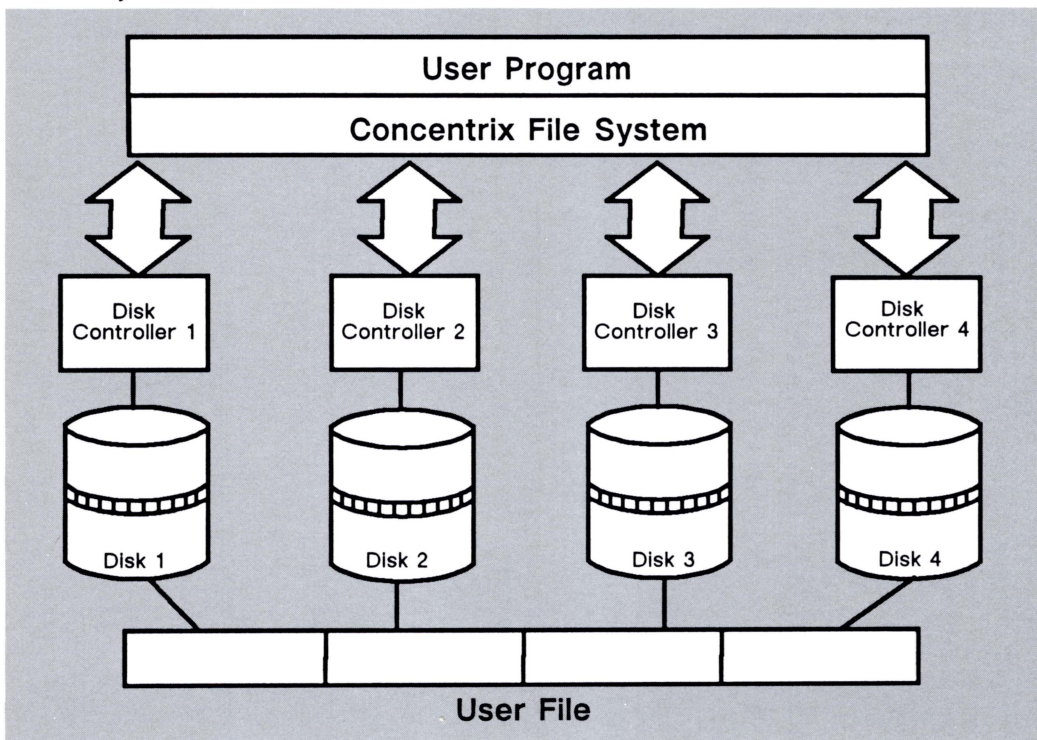 User Program
Concentrix File System
Disk
Controller 1
Disk
Controller 2
Disk
Controller 3
Disk
Controller 4
Disk 1
Disk 2
Disk 3
Disk 4
User File